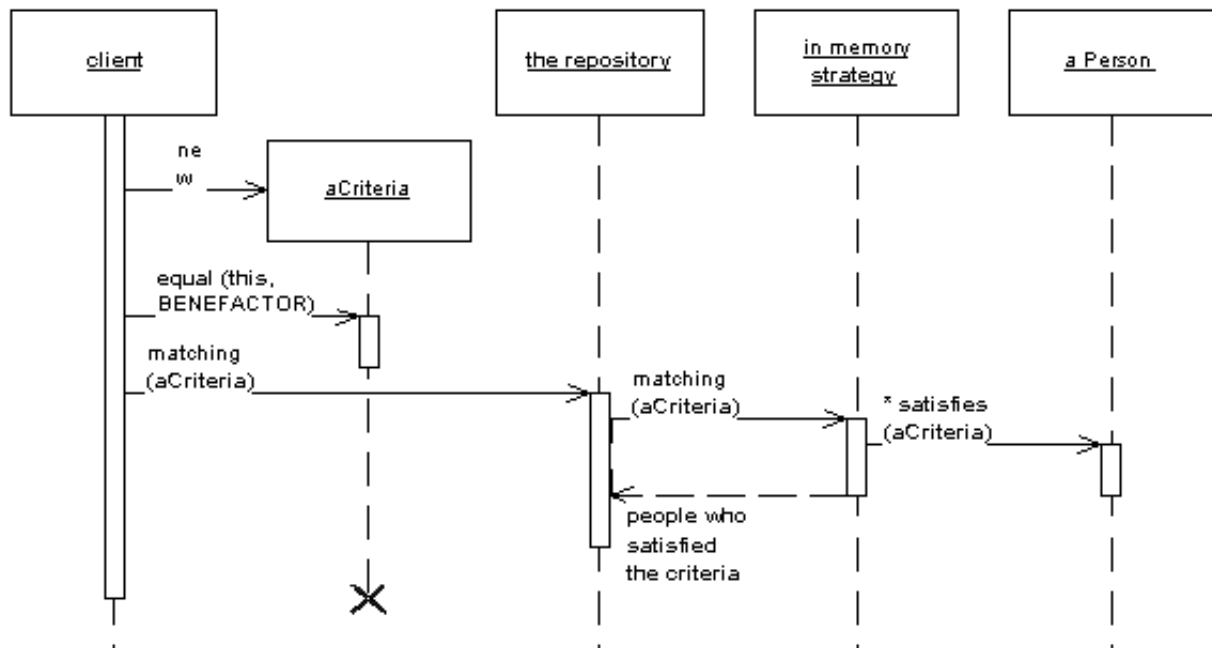 client
the repository
in memory
strategy
a Person
ne
w
aCriteria
equal (this,
BENEFACTOR)
matching
(aCriteria)
matching
(aCriteria)
* satisfies
(aCriteria)
people who
satisfied
the criteria